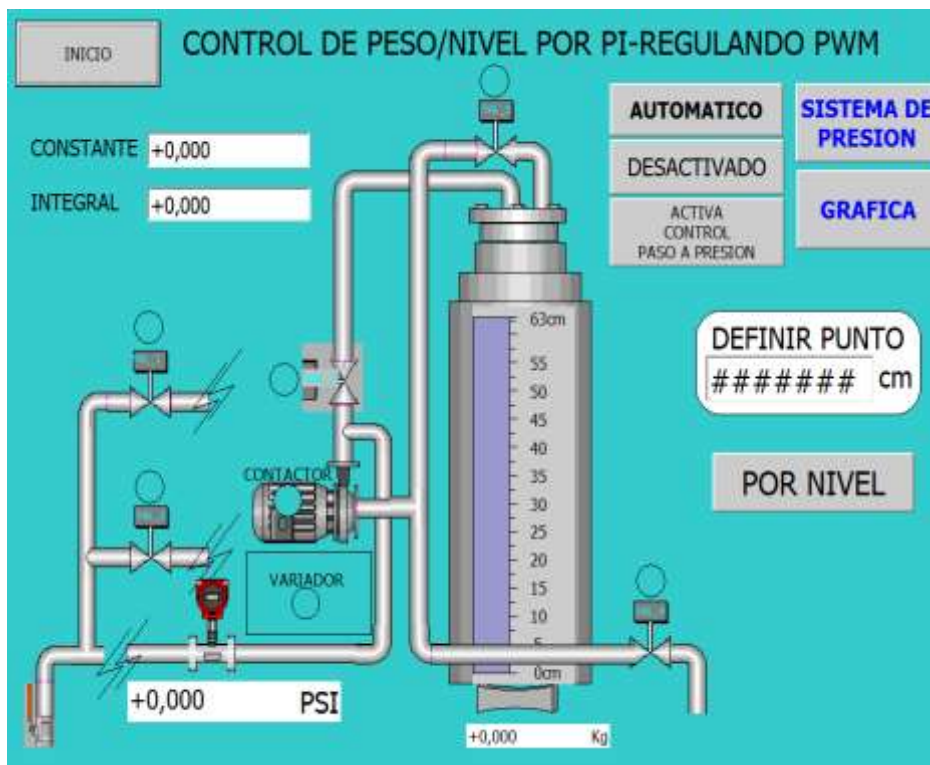 INICIO
CONTROL DE PESO/NIVEL POR PI-REGULANDO PWM
CONSTANTE +0,000
INTEGRAL +0,000
AUTOMATICO
DESACTIVADO
ACTIVA
CONTROL
PASO A PRESION
SISTEMA DE
PRESION
GRAFICA
DEFINIR PUNTO
####### cm
POR NIVEL
63cm
55
50
45
40
35
30
25
20
15
10
5
0cm
CONTACTOR
VARIADOR
+0,000 PSI
+0,000 Kg